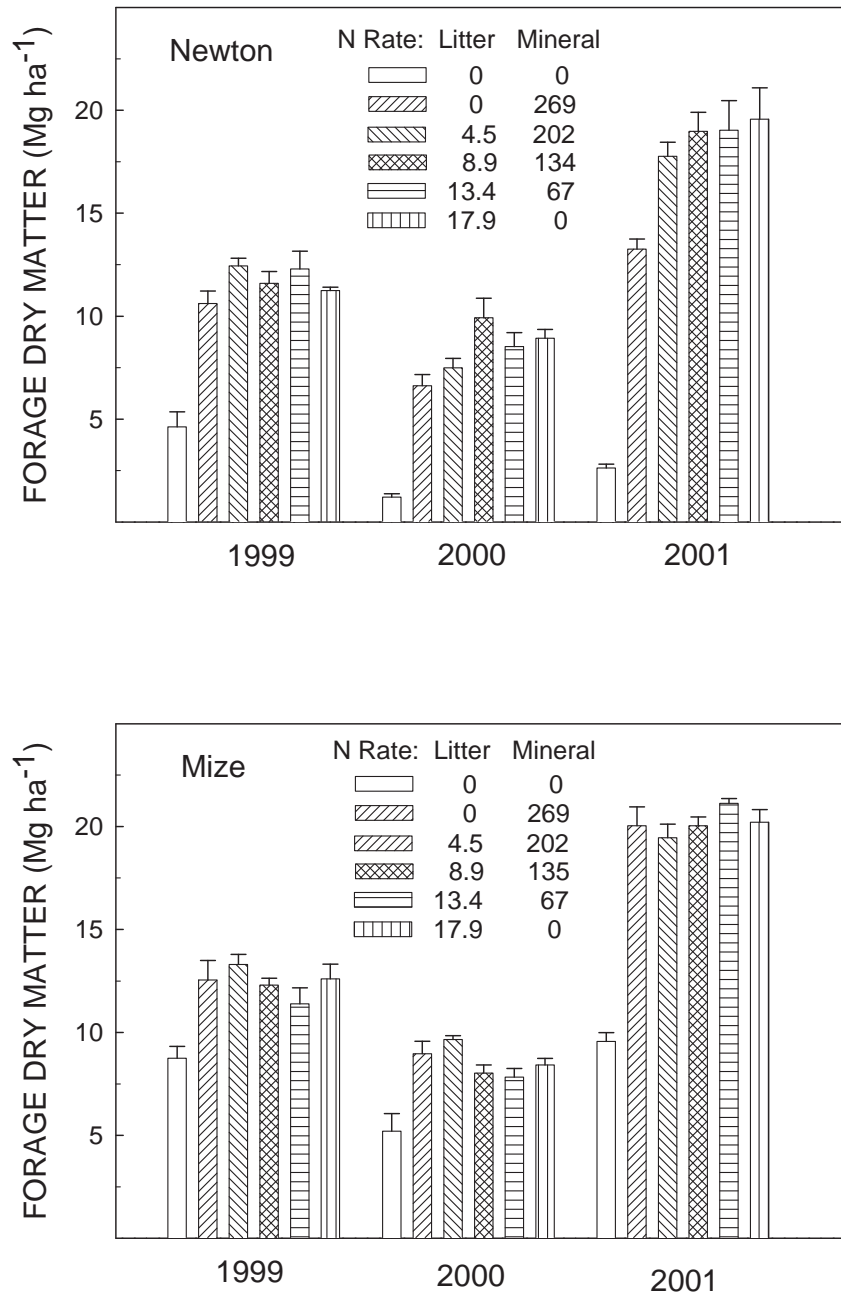 Newton
N Rate: Litter Mineral
0 0
0 269
4.5 202
8.9 134
13.4 67
17.9 0
FORAGE DRY MATTER (Mg ha⁻¹)
20
15
10
5
1999 2000 2001
Mize
N Rate: Litter Mineral
0 0
0 269
4.5 202
8.9 135
13.4 67
17.9 0
FORAGE DRY MATTER (Mg ha⁻¹)
20
15
10
5
1999 2000 2001